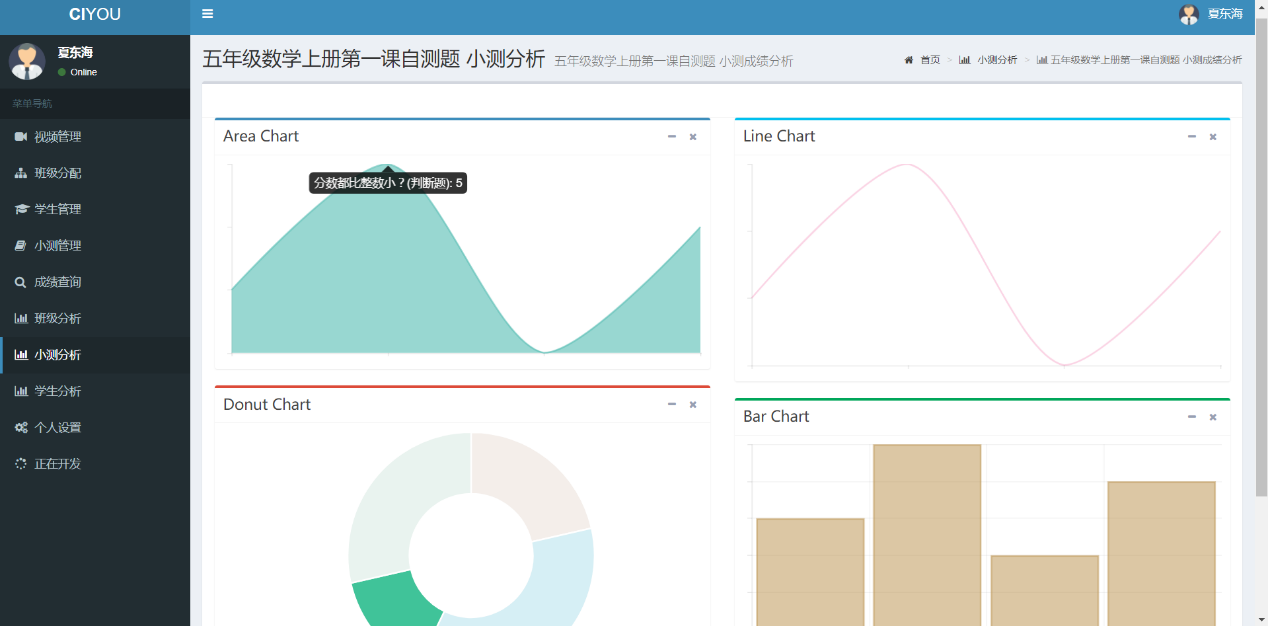 CIYOU
夏东海
夏东海
Online
五年级数学上册第一课自测题 小测分析 五年级数学上册第一课自测题 小测成绩分析
首页 > 小测分析 > 五年级数学上册第一课自测题 小测成绩分析
菜单导航
视频管理
班级分配
学生管理
小测管理
成绩查询
班级分析
小测分析
学生分析
个人设置
正在开发
Area Chart
分数都比整数小？(判断题): 5
Line Chart
Donut Chart
Bar Chart